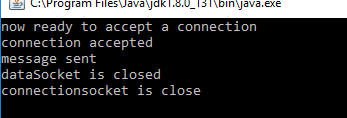 C:\Program Files\Java\jdk1.8.0_131\bin\java.exe
now ready to accept a connection
connection accepted
message sent
dataSocket is closed
connectionsocket is close